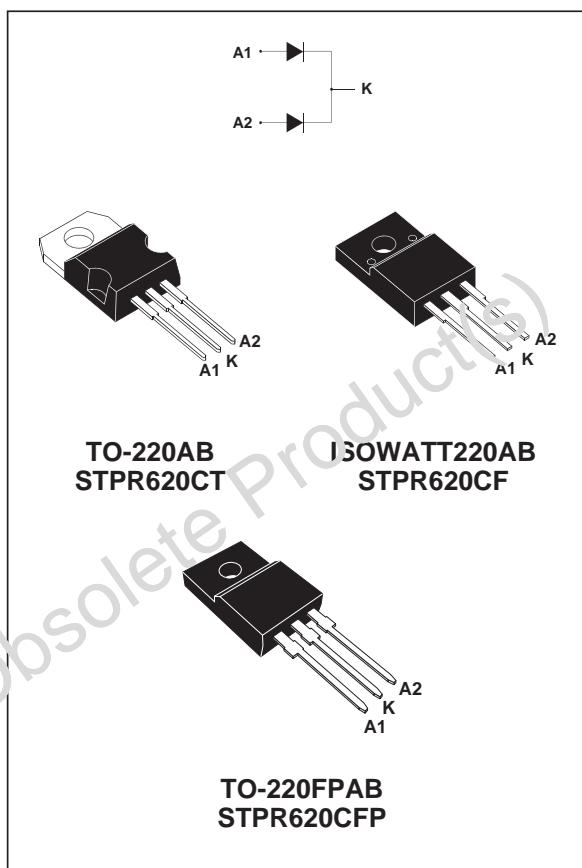 A1
K
A2
A2
K
A1
A2
K
A1
TO-220AB
STPR620CT
ISOWATT220AB
STPR620CF
Obsolete Product(s)
A2
K
A1
TO-220FPAB
STPR620CFP